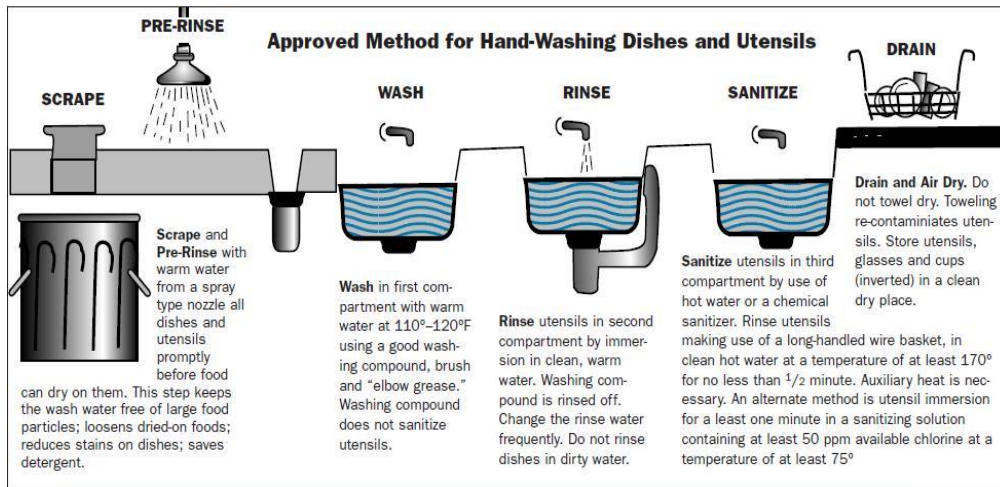 PRE-RINSE
Approved Method for Hand-Washing Dishes and Utensils
DRAIN
SCRAPE
WASH
RINSE
SANITIZE
Scrape and
Pre-Rinse with
warm water
from a spray
type nozzle all
dishes and
utensils
promptly
before food
can dry on them. This step keeps
the wash water free of large food
particles; loosens dried-on foods;
reduces stains on dishes; saves
detergent.
Wash in first com-
partment with warm
water at 110º–120ºF
using a good wash-
ing compound, brush
and “elbow grease.”
Washing compound
does not sanitize
utensils.
Rinse utensils in second
compartment by immer-
sion in clean, warm
water. Washing com-
pound is rinsed off.
Change the rinse water
frequently. Do not rinse
dishes in dirty water.
Sanitize utensils in third
compartment by use of
hot water or a chemical
sanitizer. Rinse utensils
making use of a long-handled wire basket, in
clean hot water at a temperature of at least 170º
for no less than 1/2 minute. Auxiliary heat is nec-
essary. An alternate method is utensil immersion
for a least one minute in a sanitizing solution
containing at least 50 ppm available chlorine at a
temperature of at least 75º
Drain and Air Dry. Do
not towel dry. Toweling
re-contaminiates uten-
sils. Store utensils,
glasses and cups
(inverted) in a clean
dry place.